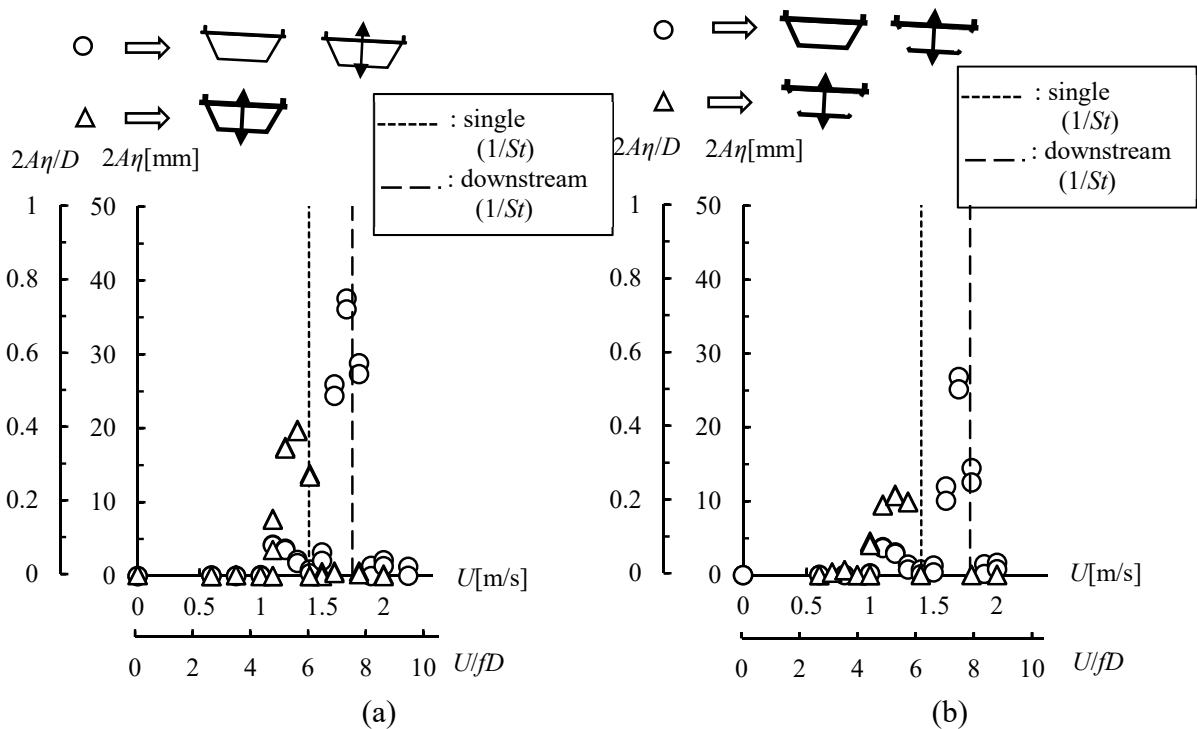 : single
(1/St)
: downstream
(1/St)
2Aη/D 2Aη[mm]
1 50
0.8 40
0.6 30
0.4 20
0.2 10
0 0
U[m/s]
0 0.5 1 1.5 2
0 2 4 6 8 10 U/fD
(a)
: single
(1/St)
: downstream
(1/St)
2Aη/D 2Aη[mm]
1 50
0.8 40
0.6 30
0.4 20
0.2 10
0 0
U[m/s]
0 0.5 1 1.5 2
0 2 4 6 8 10 U/fD
(b)